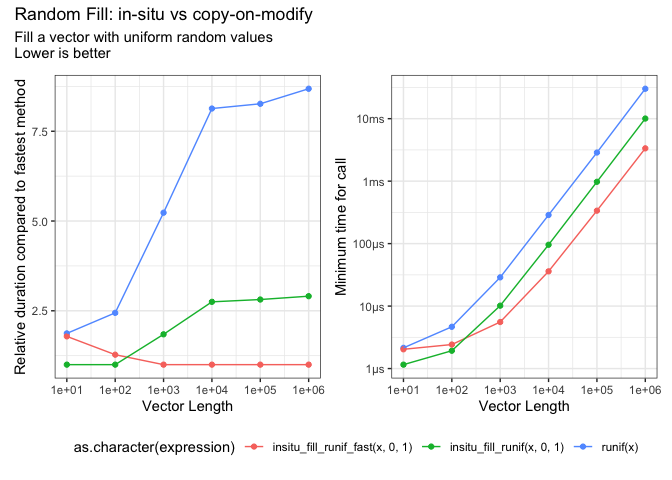 Random Fill: in-situ vs copy-on-modify
Fill a vector with uniform random values
Lower is better
Relative duration compared to fastest method
7.5
5.0
2.5
1e+01 1e+02 1e+03 1e+04 1e+05 1e+06
Vector Length
Minimum time for call
10ms
1ms
100µs
10µs
1µs
1e+01 1e+02 1e+03 1e+04 1e+05 1e+06
Vector Length
as.character(expression) insitu_fill_runif_fast(x, 0, 1) insitu_fill_runif(x, 0, 1) runif(x)